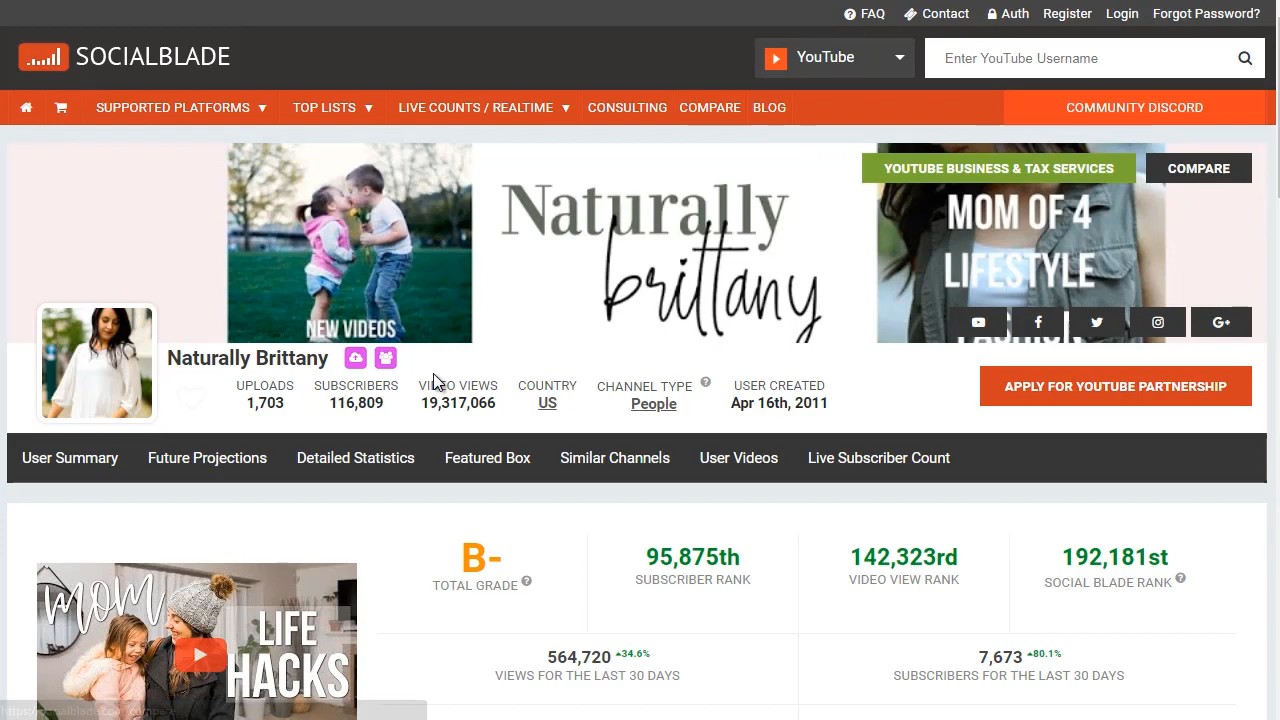 FAQ Contact Auth Register Login Forgot Password?
SOCIALBLADE YouTube Enter YouTube Username
SUPPORTED PLATFORMS TOP LISTS LIVE COUNTS / REALTIME CONSULTING COMPARE BLOG COMMUNITY DISCORD
YOUTUBE BUSINESS & TAX SERVICES COMPARE
Naturally
brittany
NEW VIDEOS
MOM OF 4
LIFESTYLE
FASHION
Naturally Brittany
UPLOADS SUBSCRIBERS VIDEO VIEWS COUNTRY CHANNEL TYPE USER CREATED
1,703 116,809 19,317,066 US People Apr 16th, 2011
APPLY FOR YOUTUBE PARTNERSHIP
User Summary Future Projections Detailed Statistics Featured Box Similar Channels User Videos Live Subscriber Count
B- 95,875th 142,323rd 192,181st
TOTAL GRADE SUBSCRIBER RANK VIDEO VIEW RANK SOCIAL BLADE RANK
mom
LIFE
HACKS
564,720 34.6% 7,673 80.1%
VIEWS FOR THE LAST 30 DAYS SUBSCRIBERS FOR THE LAST 30 DAYS